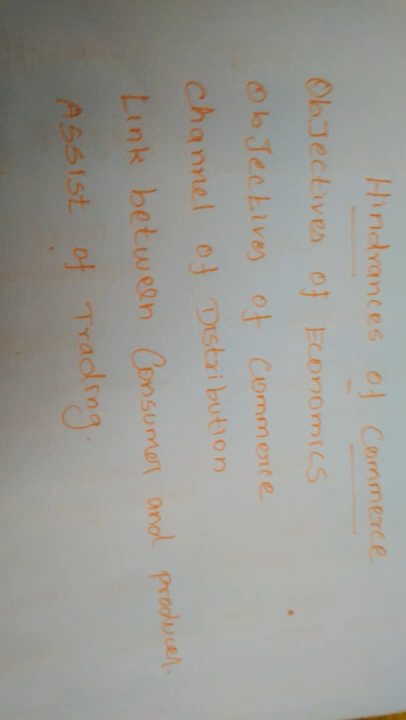 Hindrances of Commerce
Objectives of Economics
Objectives of Commerce
Channel of Distribution
Link between Consumer and producer.
Assist of Trading.